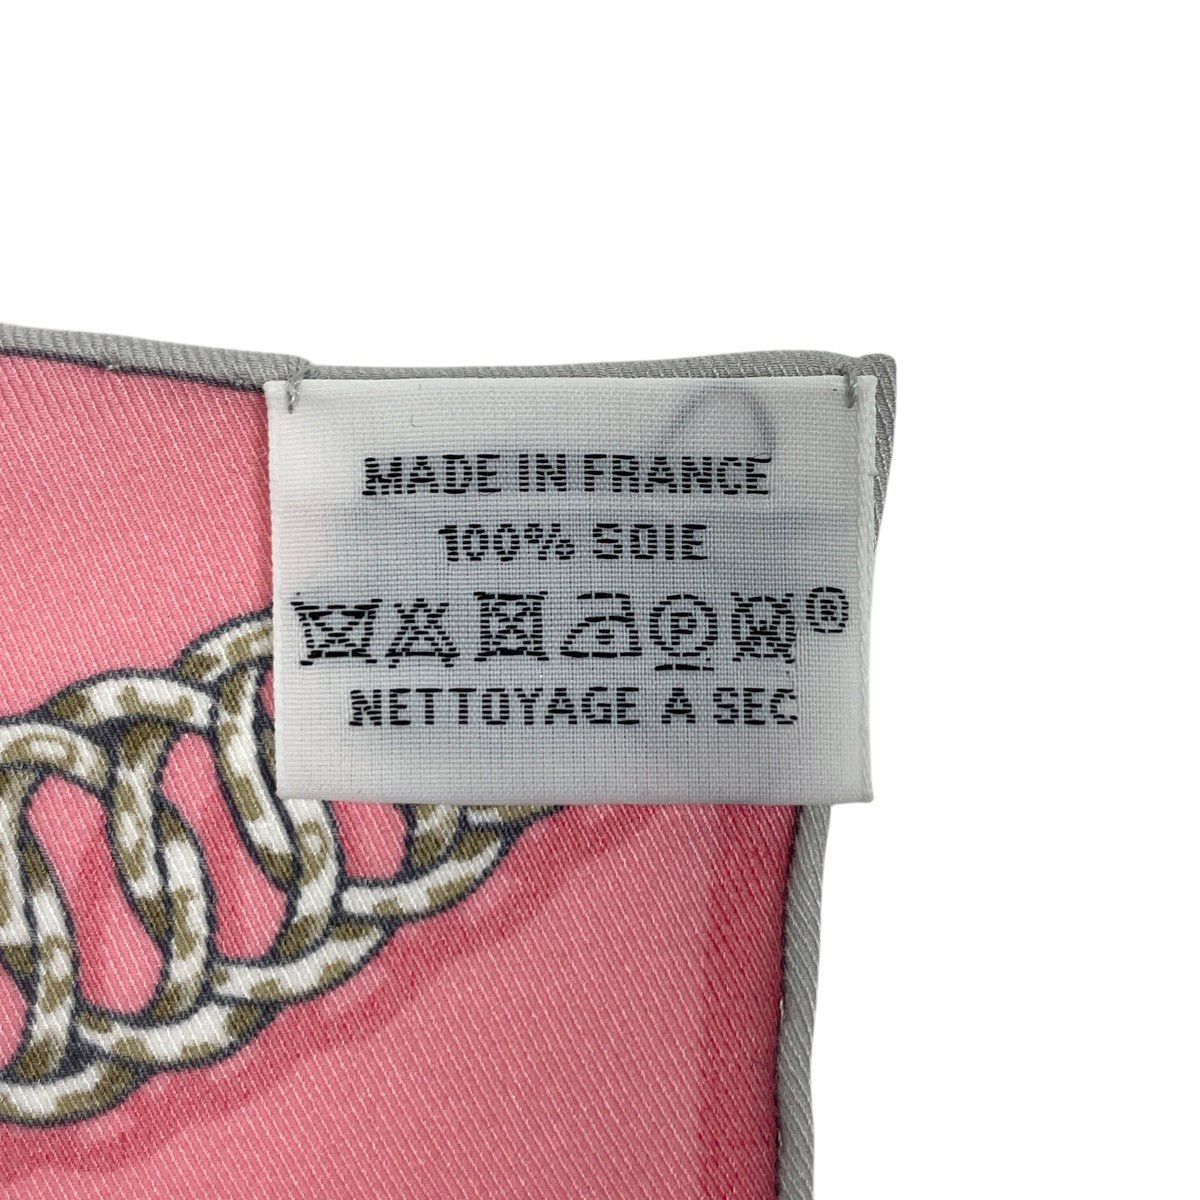 MADE IN FRANCE
100% SOIE
P W ®
NETTOYAGE A SEC